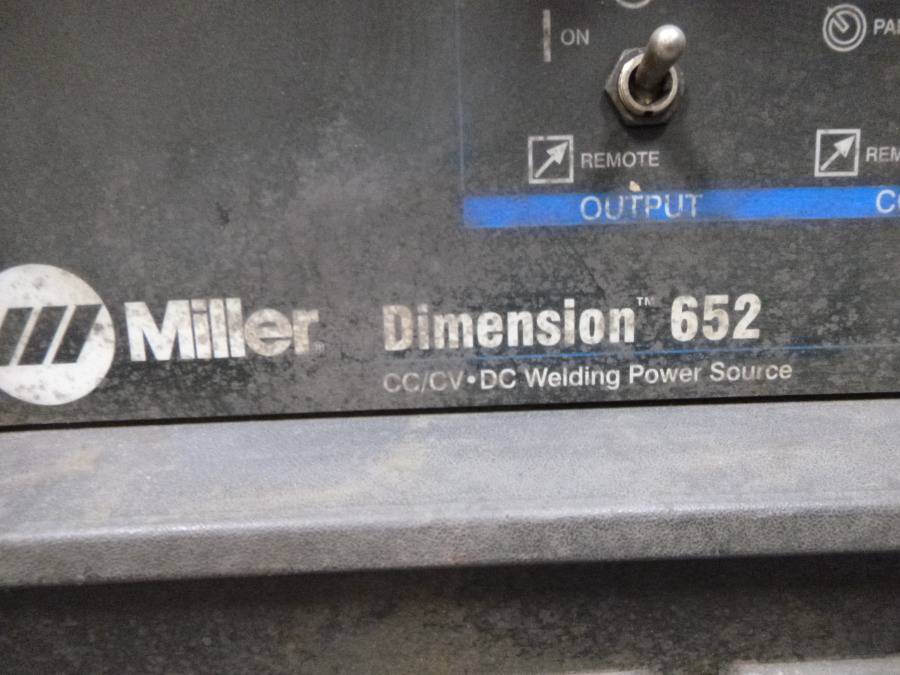 ON
REMOTE
OUTPUT
Miller
Dimension™ 652
CC/CV•DC Welding Power Source